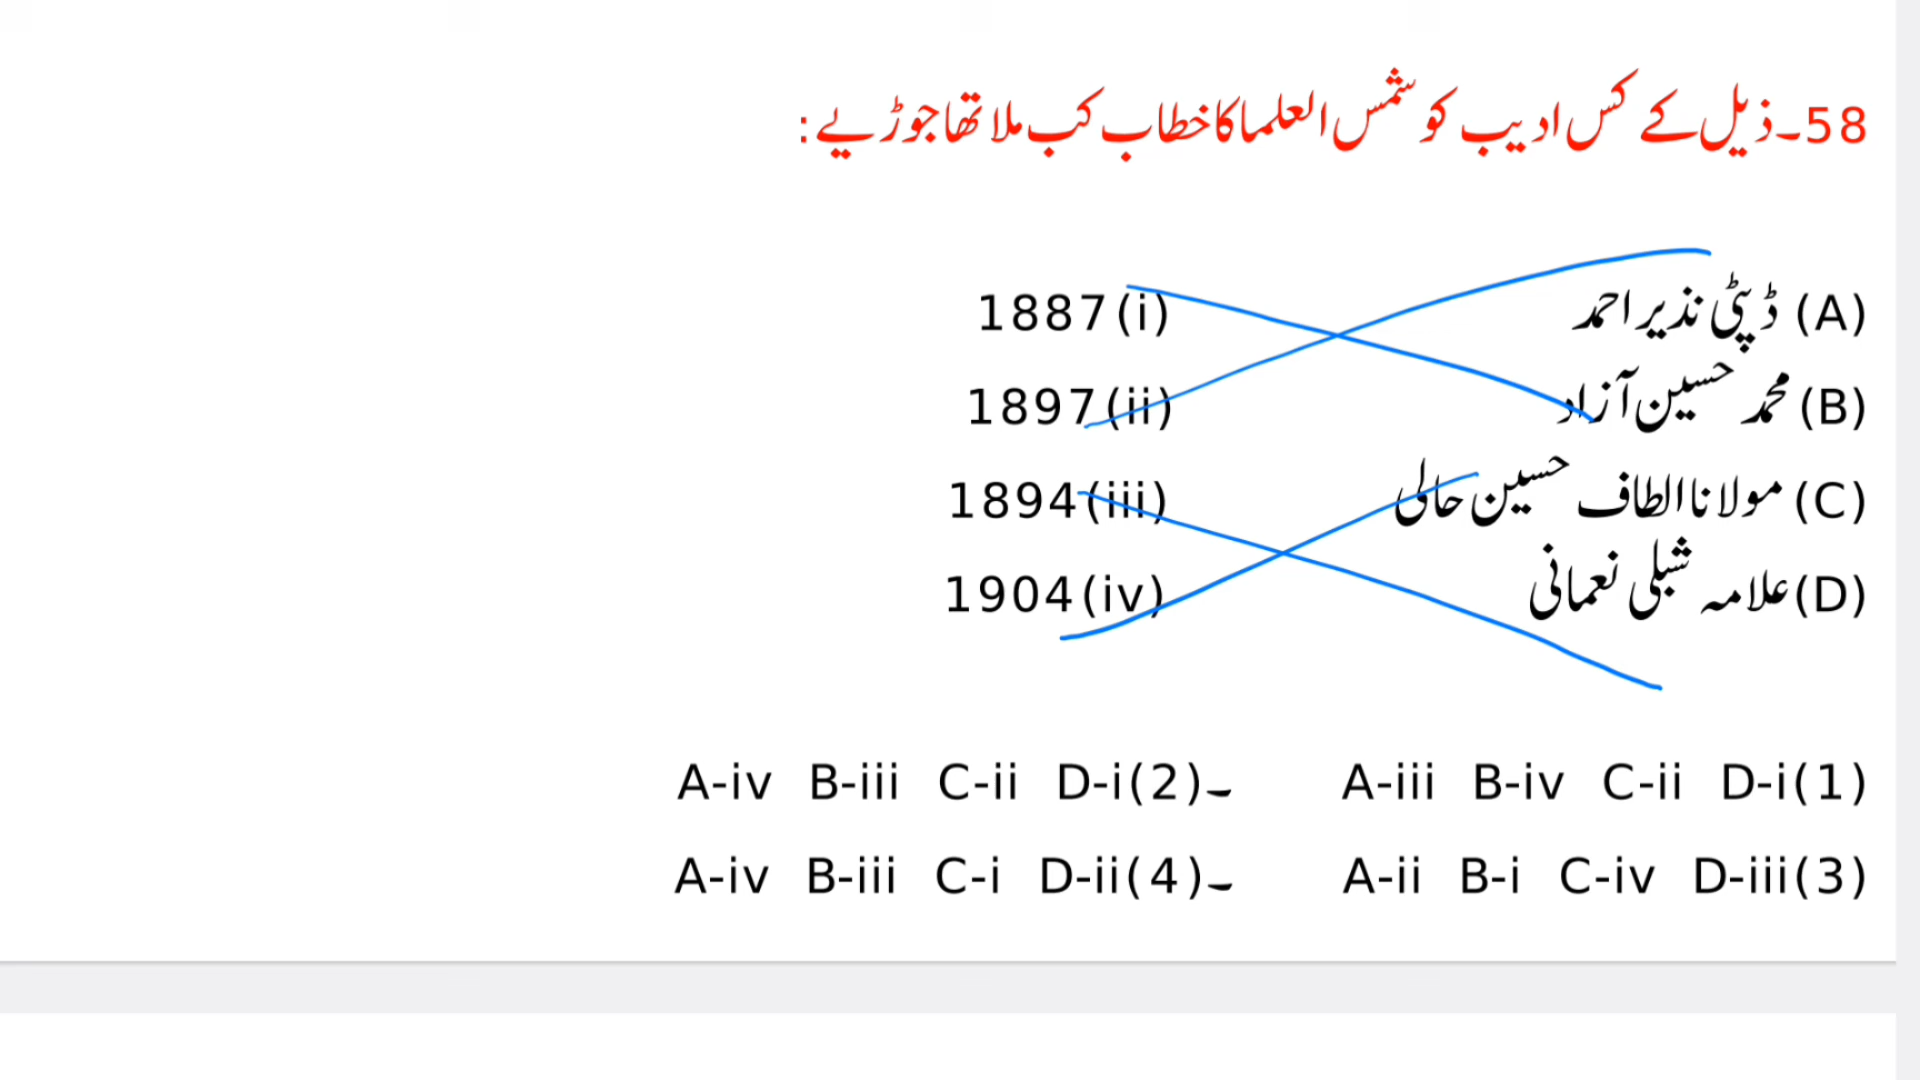 58۔ذیل کے کس ادیب کو شمس العلما کا خطاب کب ملا تھا جوڑیے:
(A) ڈپٹی نذیر احمد 1887(i)
(B) محمد حسین آزاد 1897(ii)
(C) مولانا الطاف حسین حالی 1894(iii)
(D) علامہ شبلی نعمانی 1904(iv)
A-iii B-iv C-ii D-i(1) A-iv B-iii C-ii D-i(2)۔
A-ii B-i C-iv D-iii(3) A-iv B-iii C-i D-ii(4)۔